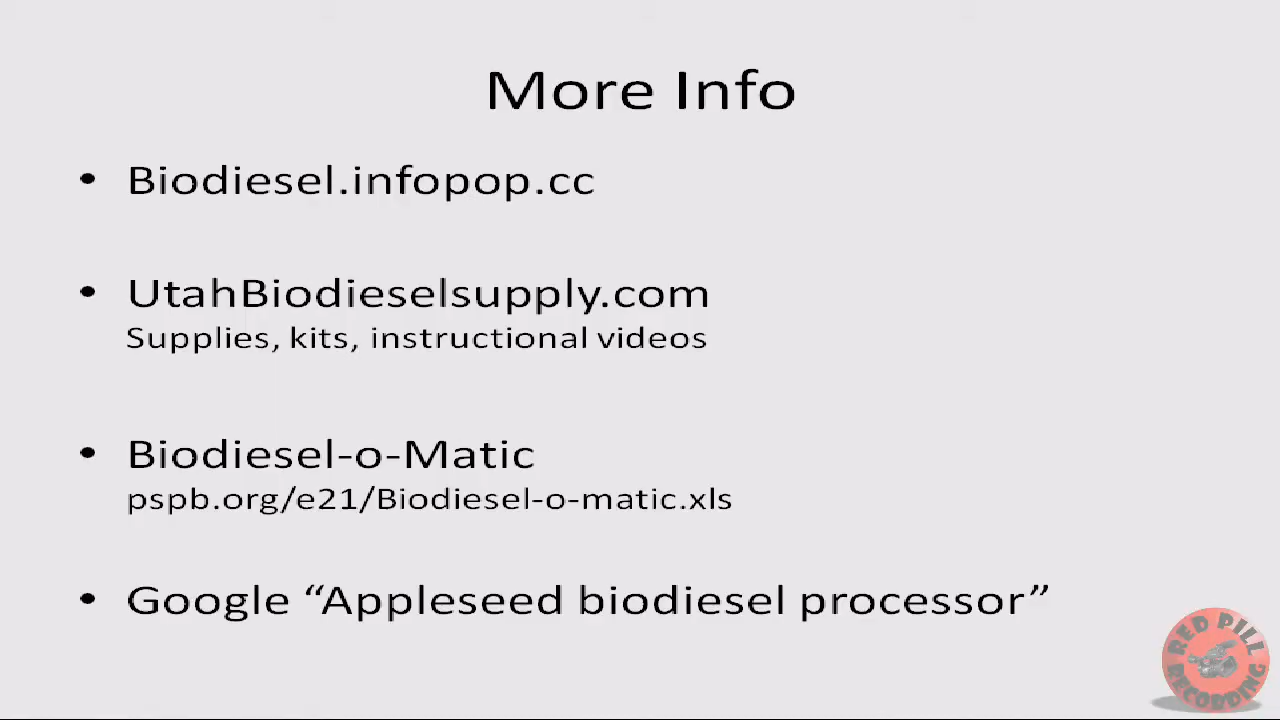 More Info
• Biodiesel.infopop.cc
• UtahBiodieselsupply.com
Supplies, kits, instructional videos
• Biodiesel-o-Matic
pspb.org/e21/Biodiesel-o-matic.xls
• Google “Appleseed biodiesel processor”
RED PILL
RECORDING